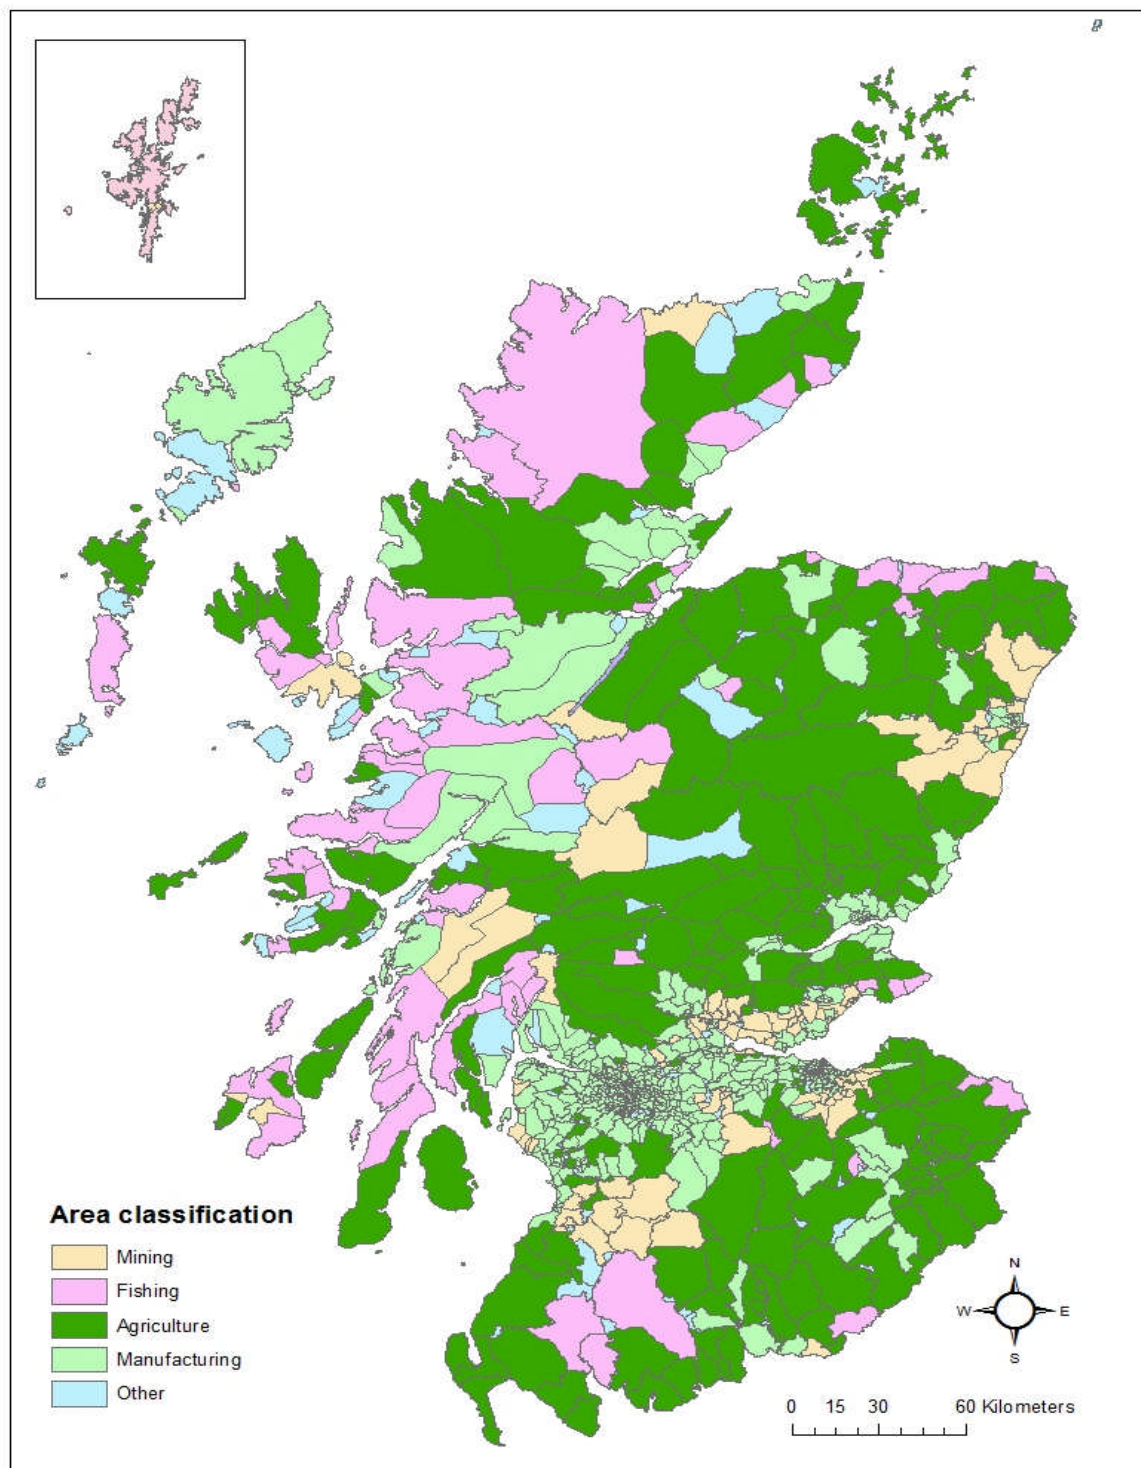 Area classification
Mining
Fishing
Agriculture
Manufacturing
Other
N
W E
S
0 15 30 60 Kilometers